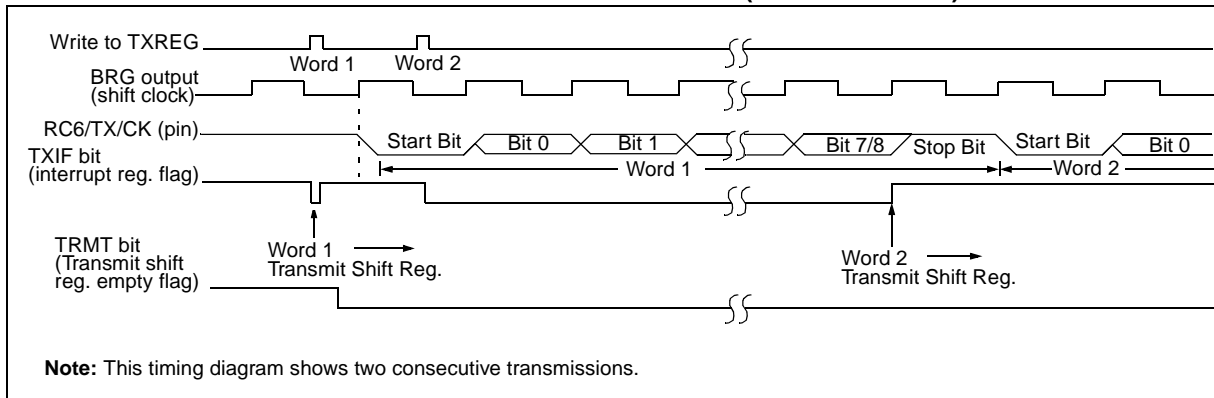 Write to TXREG
Word 1
Word 2
BRG output
(shift clock)
RC6/TX/CK (pin)
Start Bit
Bit 0
Bit 1
Bit 7/8
Stop Bit
Start Bit
Bit 0
Word 1
Word 2
TXIF bit
(interrupt reg. flag)
Word 1
Transmit Shift Reg.
Word 2
Transmit Shift Reg.
TRMT bit
(Transmit shift
reg. empty flag)
Note: This timing diagram shows two consecutive transmissions.